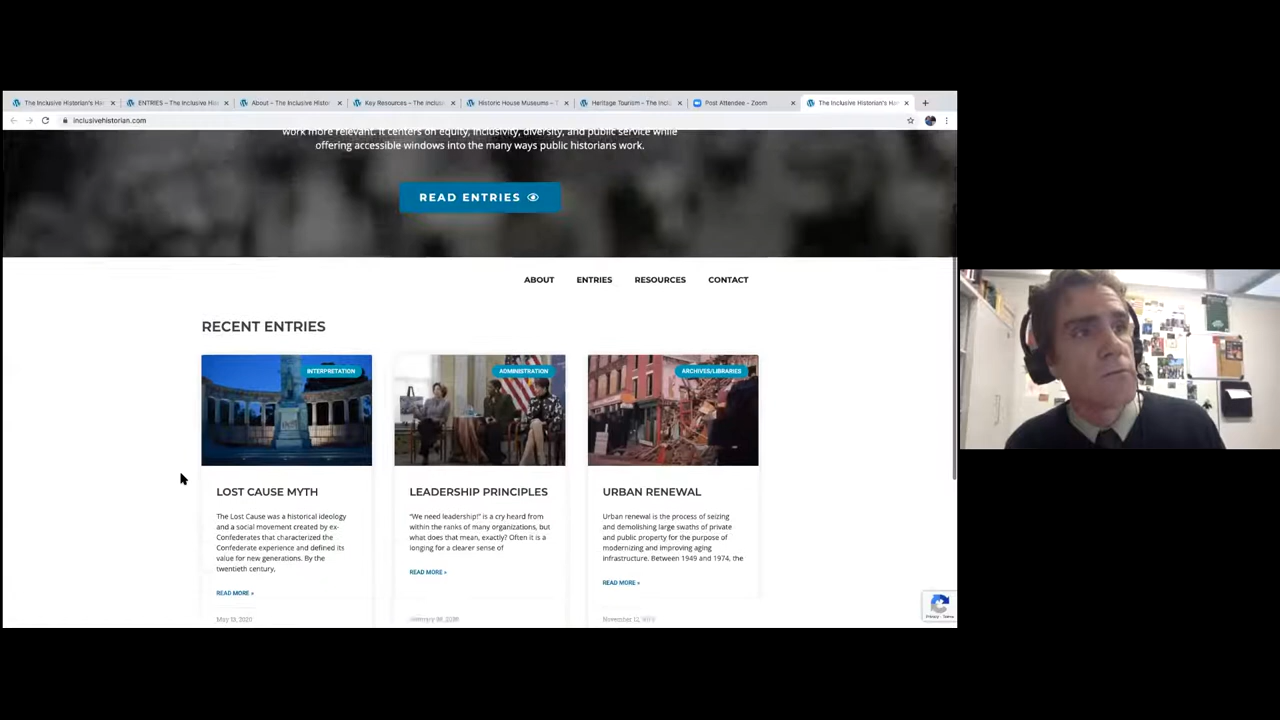 The Inclusive Historian's Ha
ENTRIES – The Inclusive His
About – The Inclusive Histor
Key Resources – The Inclus
Historic House Museums – T
Heritage Tourism – The Incl
Post Attendee - Zoom
The Inclusive Historian's Ha
inclusivehistorian.com
work more relevant. It centers on equity, inclusivity, diversity, and public service while
offering accessible windows into the many ways public historians work.
READ ENTRIES
ABOUT ENTRIES RESOURCES CONTACT
RECENT ENTRIES
INTERPRETATION
ADMINISTRATION
ARCHIVES/LIBRARIES
LOST CAUSE MYTH
The Lost Cause was a historical ideology
and a social movement created by ex-
Confederates that characterized the
Confederate experience and defined its
value for new generations. By the
twentieth century,
READ MORE »
May 13, 2020
LEADERSHIP PRINCIPLES
"We need leadership!" is a cry heard from
within the ranks of many organizations, but
what does that mean, exactly? Often it is a
longing for a clearer sense of
READ MORE »
URBAN RENEWAL
Urban renewal is the process of seizing
and demolishing large swaths of private
and public property for the purpose of
modernizing and improving aging
infrastructure. Between 1949 and 1974, the
READ MORE »
Privacy - Terms